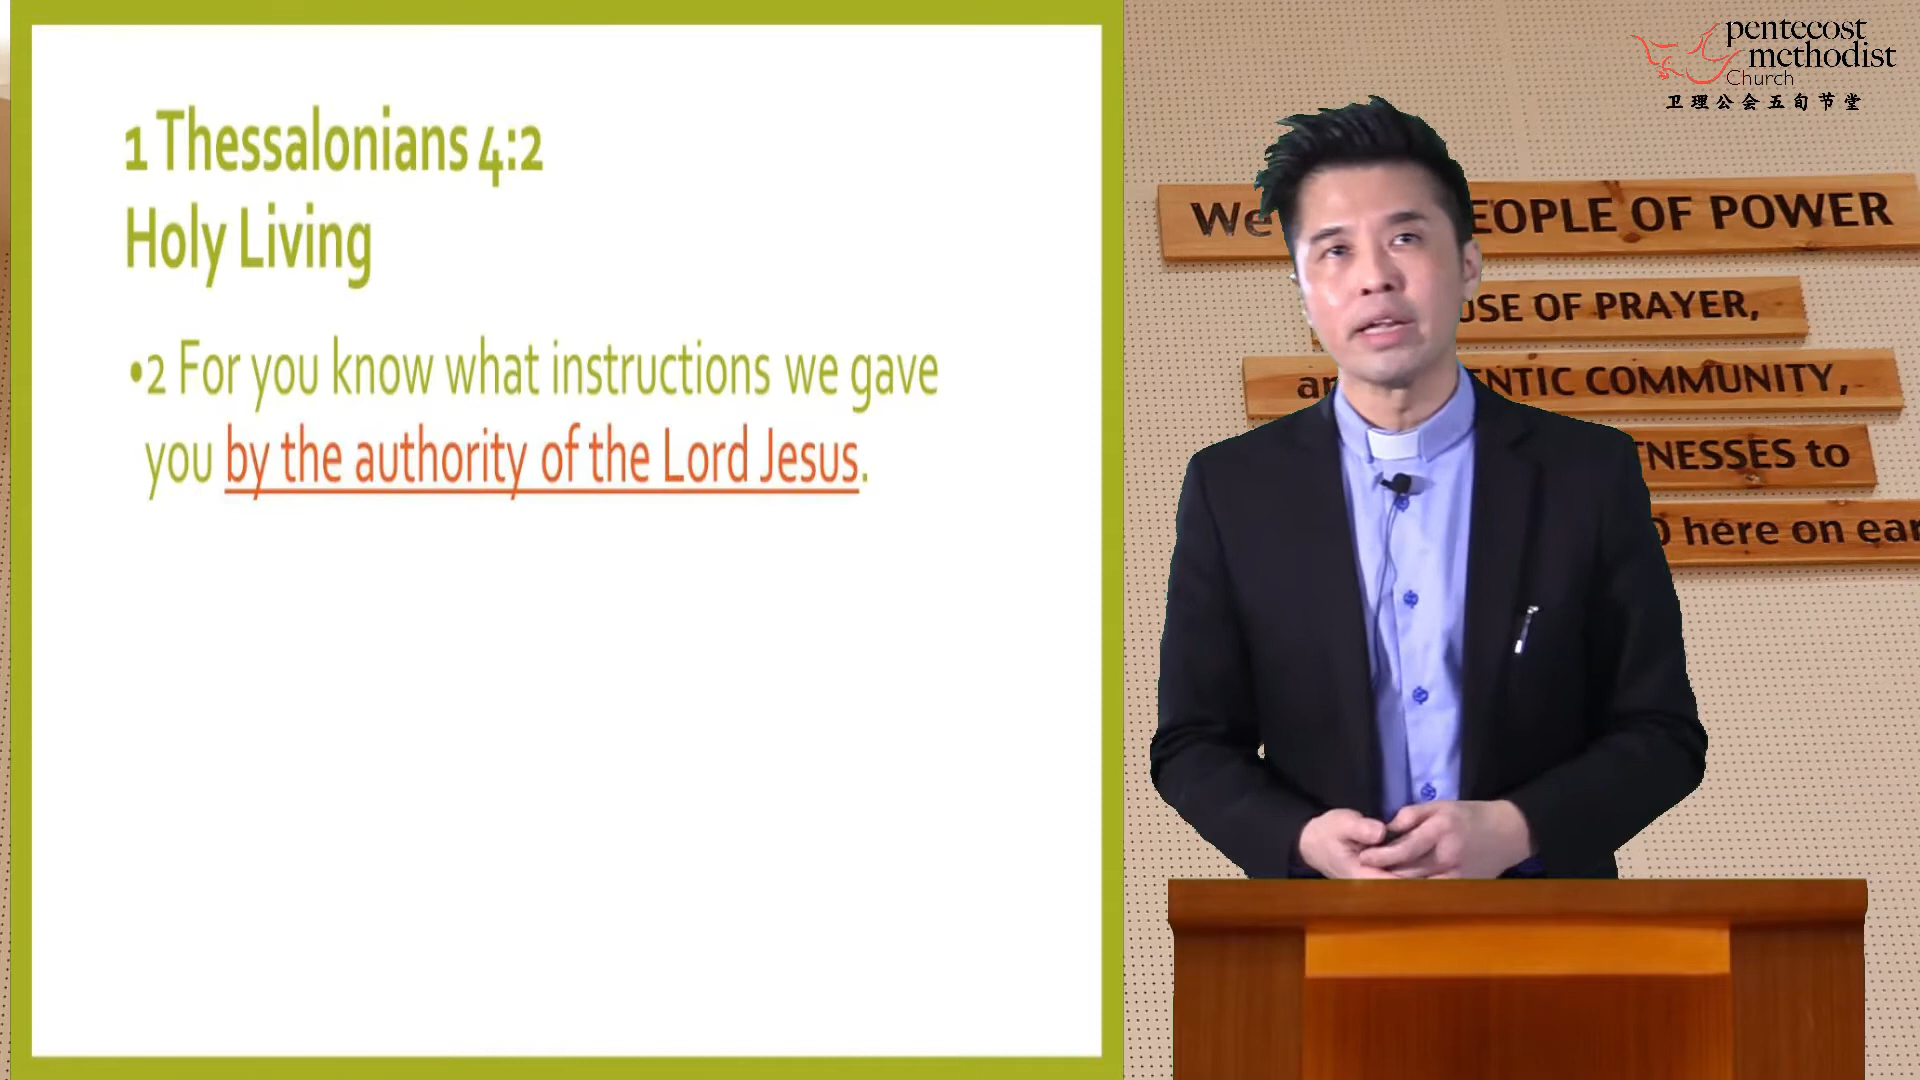 1 Thessalonians 4:2
Holy Living
•2 For you know what instructions we gave
you by the authority of the Lord Jesus.
pentecost
methodist
Church
卫理公会五旬节堂
We EOPLE OF POWER
USE OF PRAYER,
ENTIC COMMUNITY,
TNESSES to
here on ear